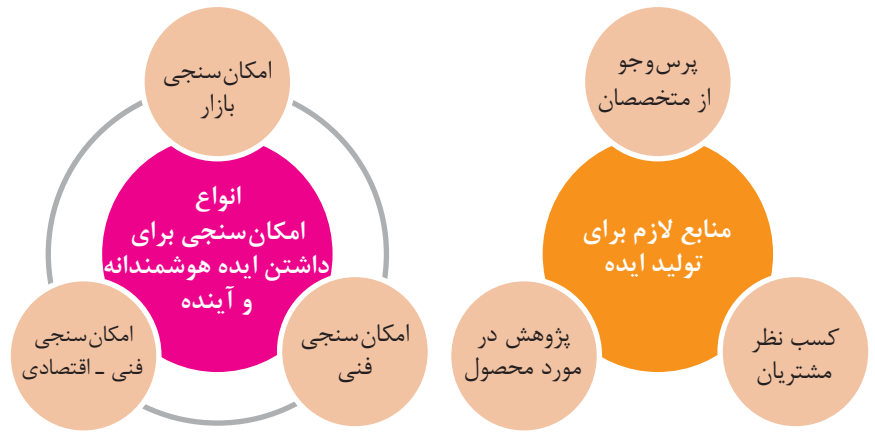 پرس‌وجو
از متخصصان
منابع لازم برای
تولید ایده
کسب نظر
مشتریان
پژوهش در
مورد محصول
امکان‌سنجی
بازار
انواع
امکان‌سنجی برای
داشتن ایده هوشمندانه
و آینده
امکان‌سنجی
فنی
امکان‌سنجی
فنی ـ اقتصادی